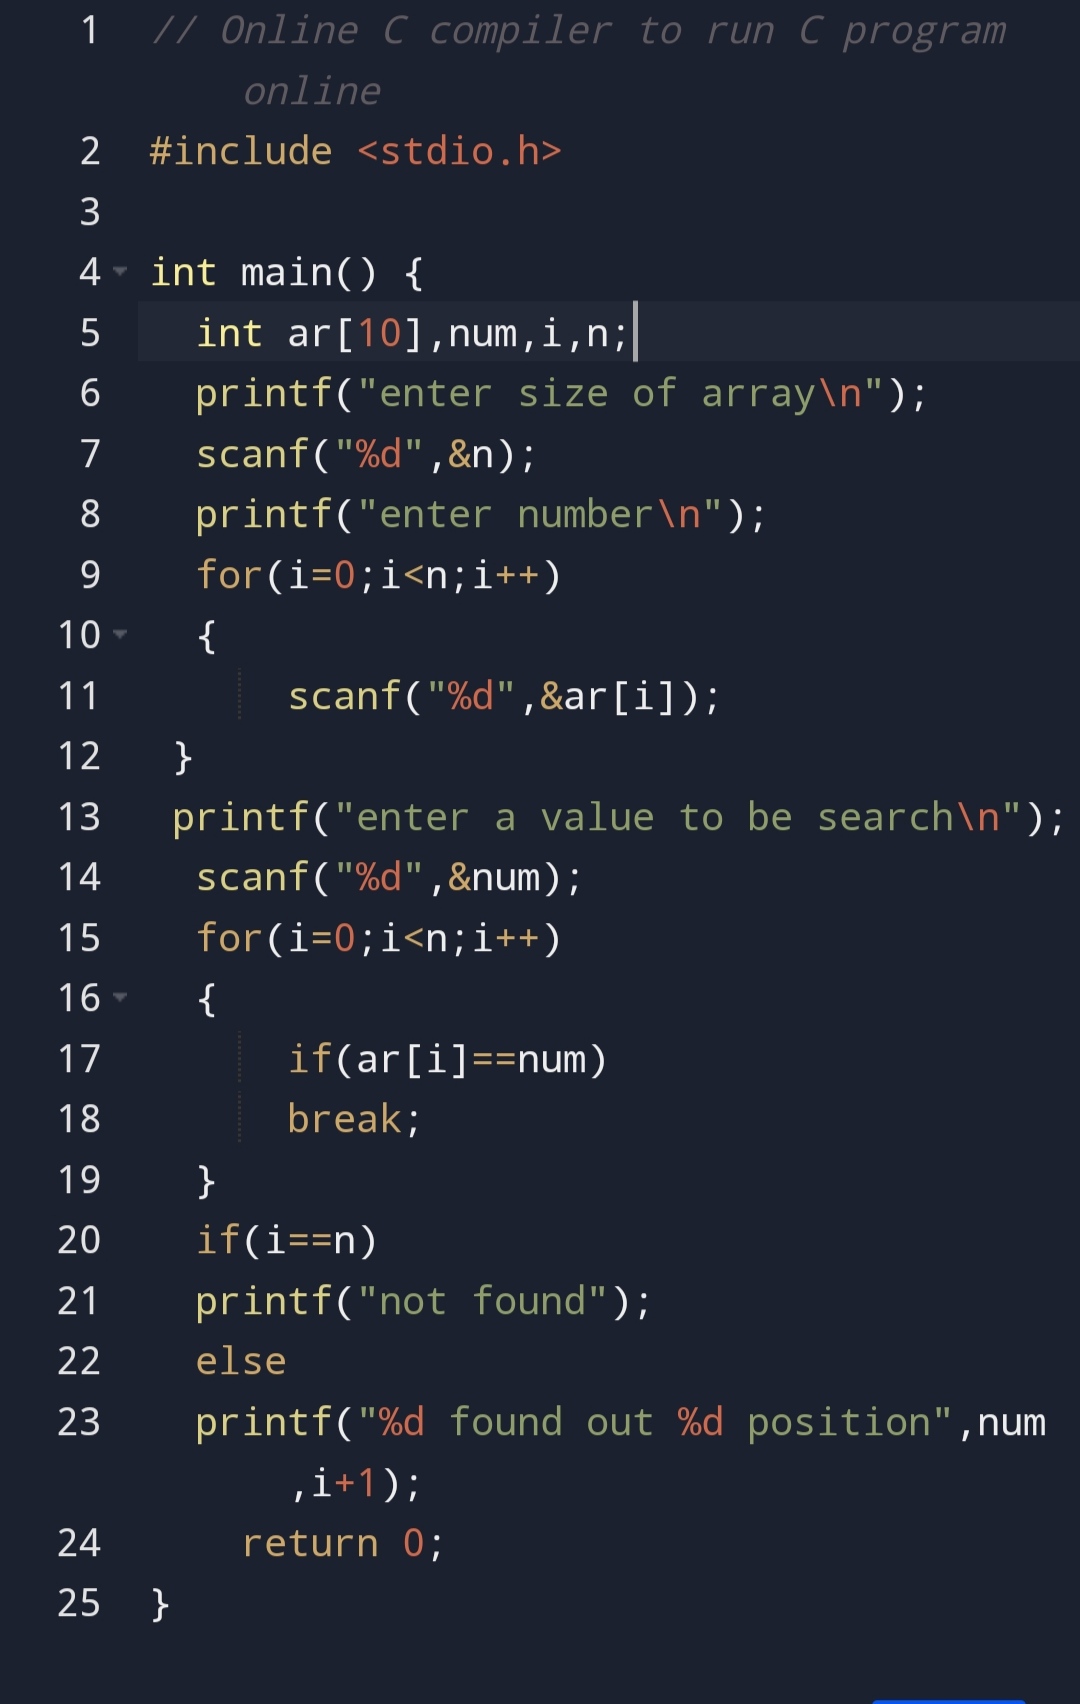 1 // Online C compiler to run C program
online
2 #include <stdio.h>
3
4 int main() {
5 int ar[10],num,i,n;
6 printf("enter size of array\n");
7 scanf("%d",&n);
8 printf("enter number\n");
9 for(i=0;i<n;i++)
10 {
11 scanf("%d",&ar[i]);
12 }
13 printf("enter a value to be search\n");
14 scanf("%d",&num);
15 for(i=0;i<n;i++)
16 {
17 if(ar[i]==num)
18 break;
19 }
20 if(i==n)
21 printf("not found");
22 else
23 printf("%d found out %d position",num
,i+1);
24 return 0;
25 }